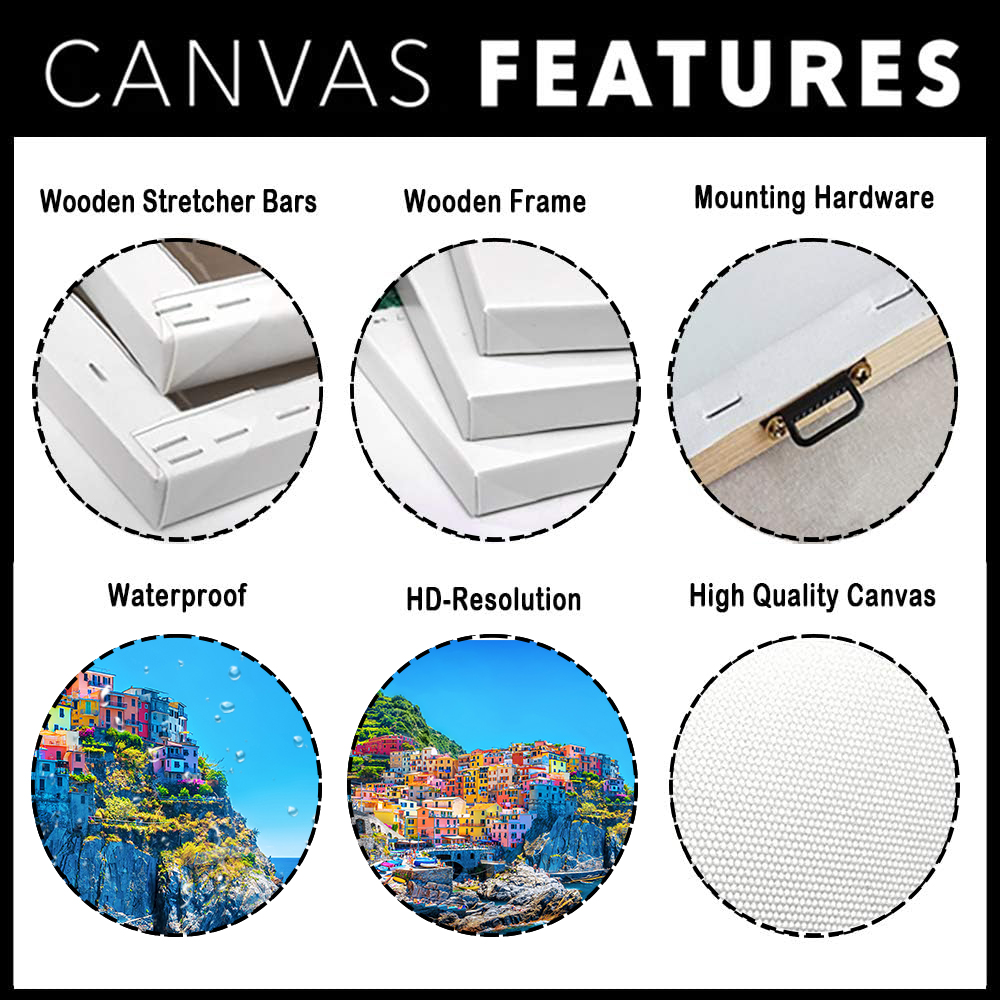 CANVAS FEATURES
Wooden Stretcher Bars
Wooden Frame
Mounting Hardware
Waterproof
HD-Resolution
High Quality Canvas